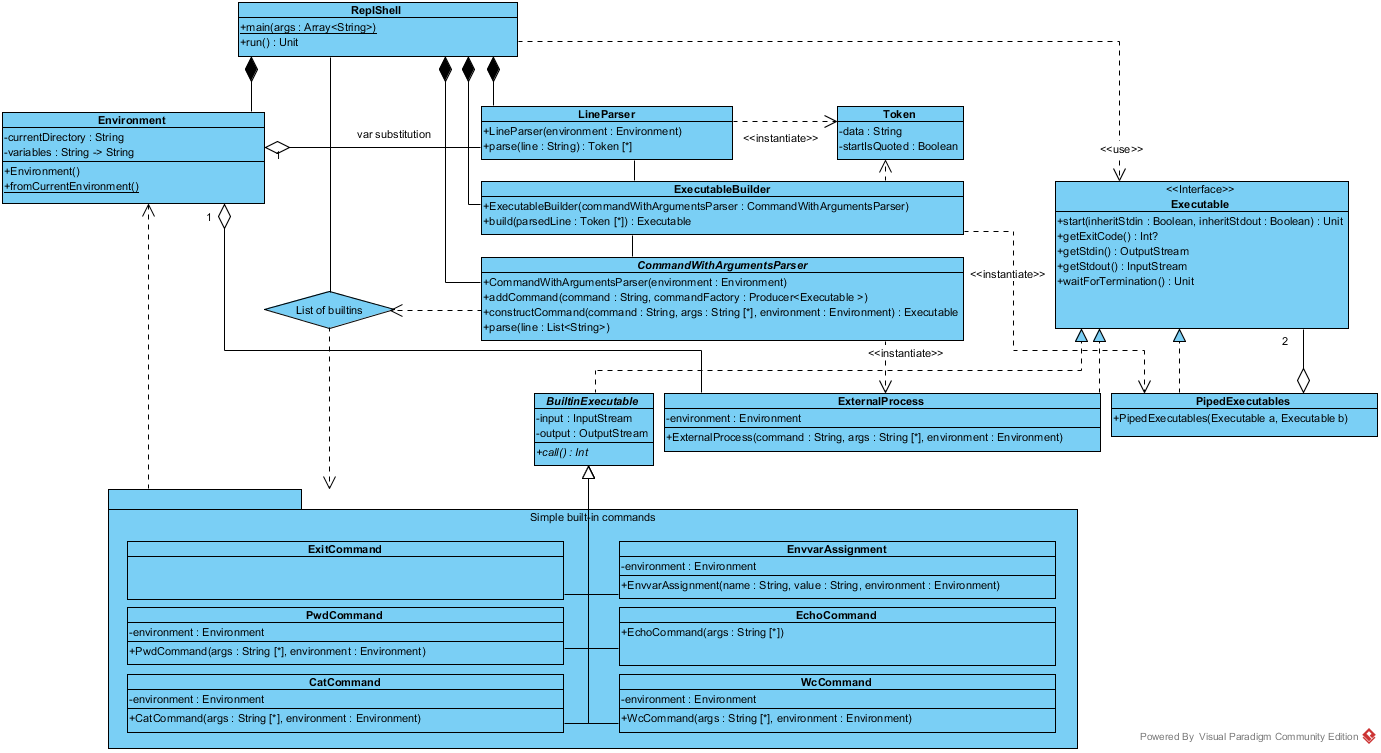 ReplShell
+main(args : Array<String>)
+run() : Unit
Environment
-currentDirectory : String
-variables : String -> String
+Environment()
+fromCurrentEnvironment()
1
var substitution
LineParser
+LineParser(environment : Environment)
+parse(line : String) : Token [*]
<<instantiate>>
Token
-data : String
-startIsQuoted : Boolean
<<use>>
ExecutableBuilder
+ExecutableBuilder(commandWithArgumentsParser : CommandWithArgumentsParser)
+build(parsedLine : Token [*]) : Executable
<<Interface>>
Executable
+start(inheritStdin : Boolean, inheritStdout : Boolean) : Unit
+getExitCode() : Int?
+getStdin() : OutputStream
+getStdout() : InputStream
+waitForTermination() : Unit
1
CommandWithArgumentsParser
+CommandWithArgumentsParser(environment : Environment)
+addCommand(command : String, commandFactory : Producer<Executable >)
+constructCommand(command : String, args : String [*], environment : Environment) : Executable
+parse(line : List<String>)
<<instantiate>>
List of builtins
<<instantiate>>
2
BuiltinExecutable
-input : InputStream
-output : OutputStream
+call() : Int
ExternalProcess
-environment : Environment
+ExternalProcess(command : String, args : String [*], environment : Environment)
PipedExecutables
+PipedExecutables(Executable a, Executable b)
Simple built-in commands
ExitCommand
EnvvarAssignment
-environment : Environment
+EnvvarAssignment(name : String, value : String, environment : Environment)
PwdCommand
-environment : Environment
+PwdCommand(args : String [*], environment : Environment)
EchoCommand
+EchoCommand(args : String [*])
CatCommand
-environment : Environment
+CatCommand(args : String [*], environment : Environment)
WcCommand
-environment : Environment
+WcCommand(args : String [*], environment : Environment)
Powered By Visual Paradigm Community Edition